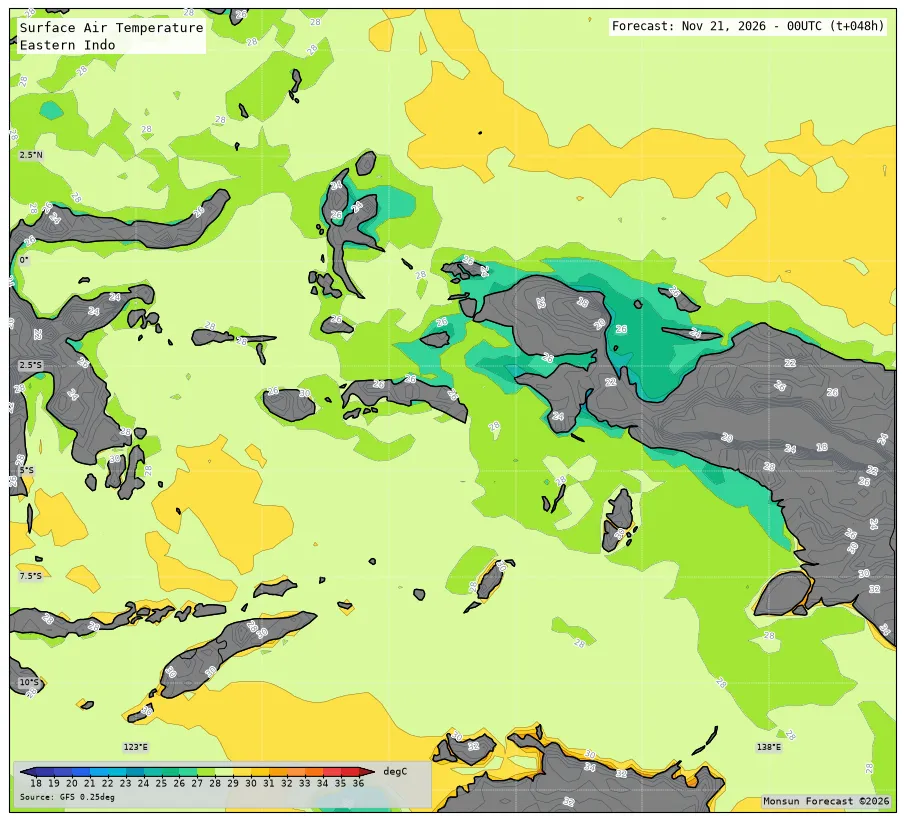 Surface Air Temperature
Eastern Indo
Forecast: Nov 21, 2026 - 00UTC (t+048h)
2.5°N
0°
2.5°S
5°S
7.5°S
10°S
123°E
138°E
degC
18 19 20 21 22 23 24 25 26 27 28 29 30 31 32 33 34 35 36
Source: GFS 0.25deg
Monsun Forecast ©2026